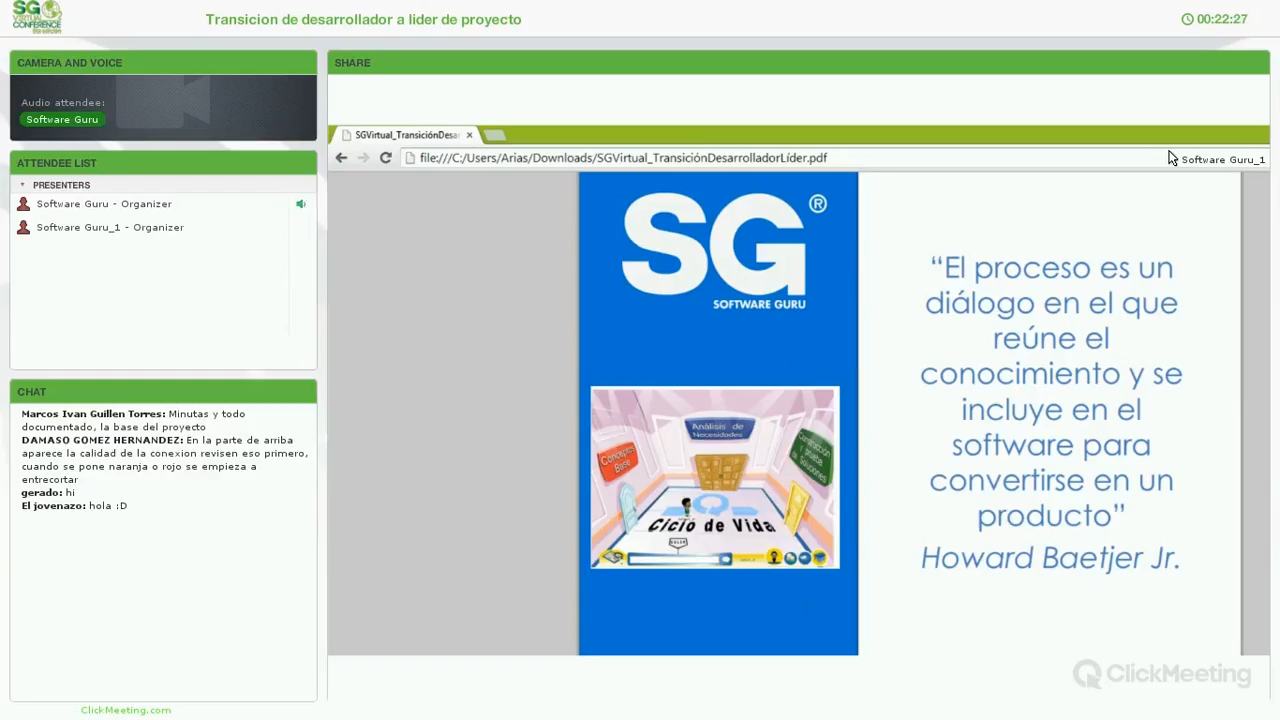 SG
VIRTUAL
CONFERENCE
Transicion de desarrollador a lider de proyecto
00:22:27
CAMERA AND VOICE
Audio attendee:
Software Guru
ATTENDEE LIST
PRESENTERS
Software Guru - Organizer
Software Guru_1 - Organizer
CHAT
Marcos Ivan Guillen Torres: Minutas y todo
documentado, la base del proyecto
DAMASO GOMEZ HERNANDEZ: En la parte de arriba
aparece la calidad de la conexion revisen eso primero,
cuando se pone naranja o rojo se empieza a
entrecortar
gerado: hi
El jovenazo: hola :D
ClickMeeting.com
SHARE
SGVirtual_TransiciónDesar
file:///C:/Users/Arias/Downloads/SGVirtual_TransiciónDesarrolladorLíder.pdf
Software Guru_1
SG®
SOFTWARE GURU
Análisis de
Necesidades
Conceptos
Base
Ciclo de Vida
“El proceso es un
diálogo en el que
reúne el
conocimiento y se
incluye en el
software para
convertirse en un
producto”
Howard Baetjer Jr.
ClickMeeting